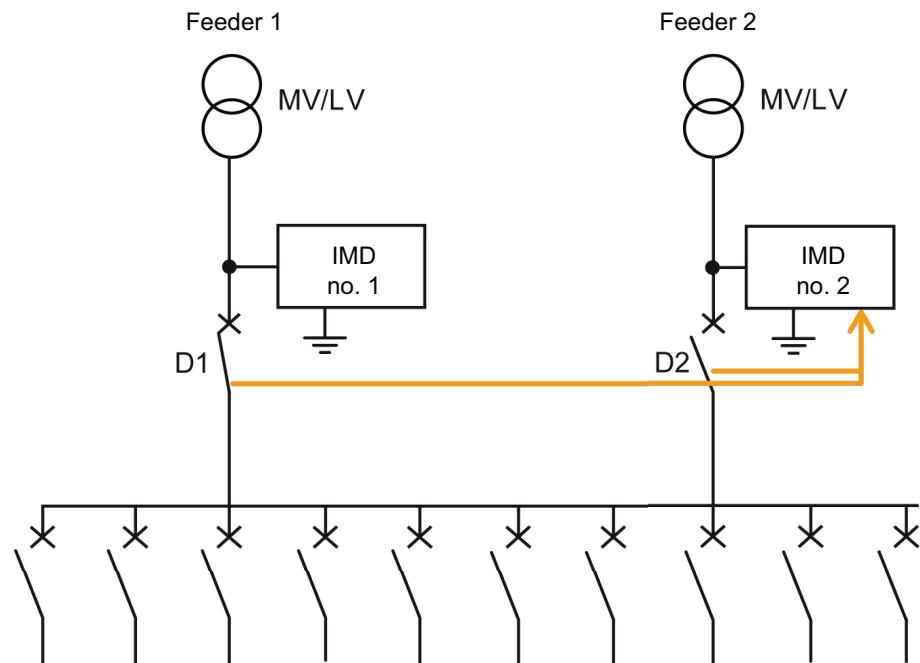 Feeder 1
Feeder 2
MV/LV
MV/LV
IMD
no. 1
IMD
no. 2
D1
D2